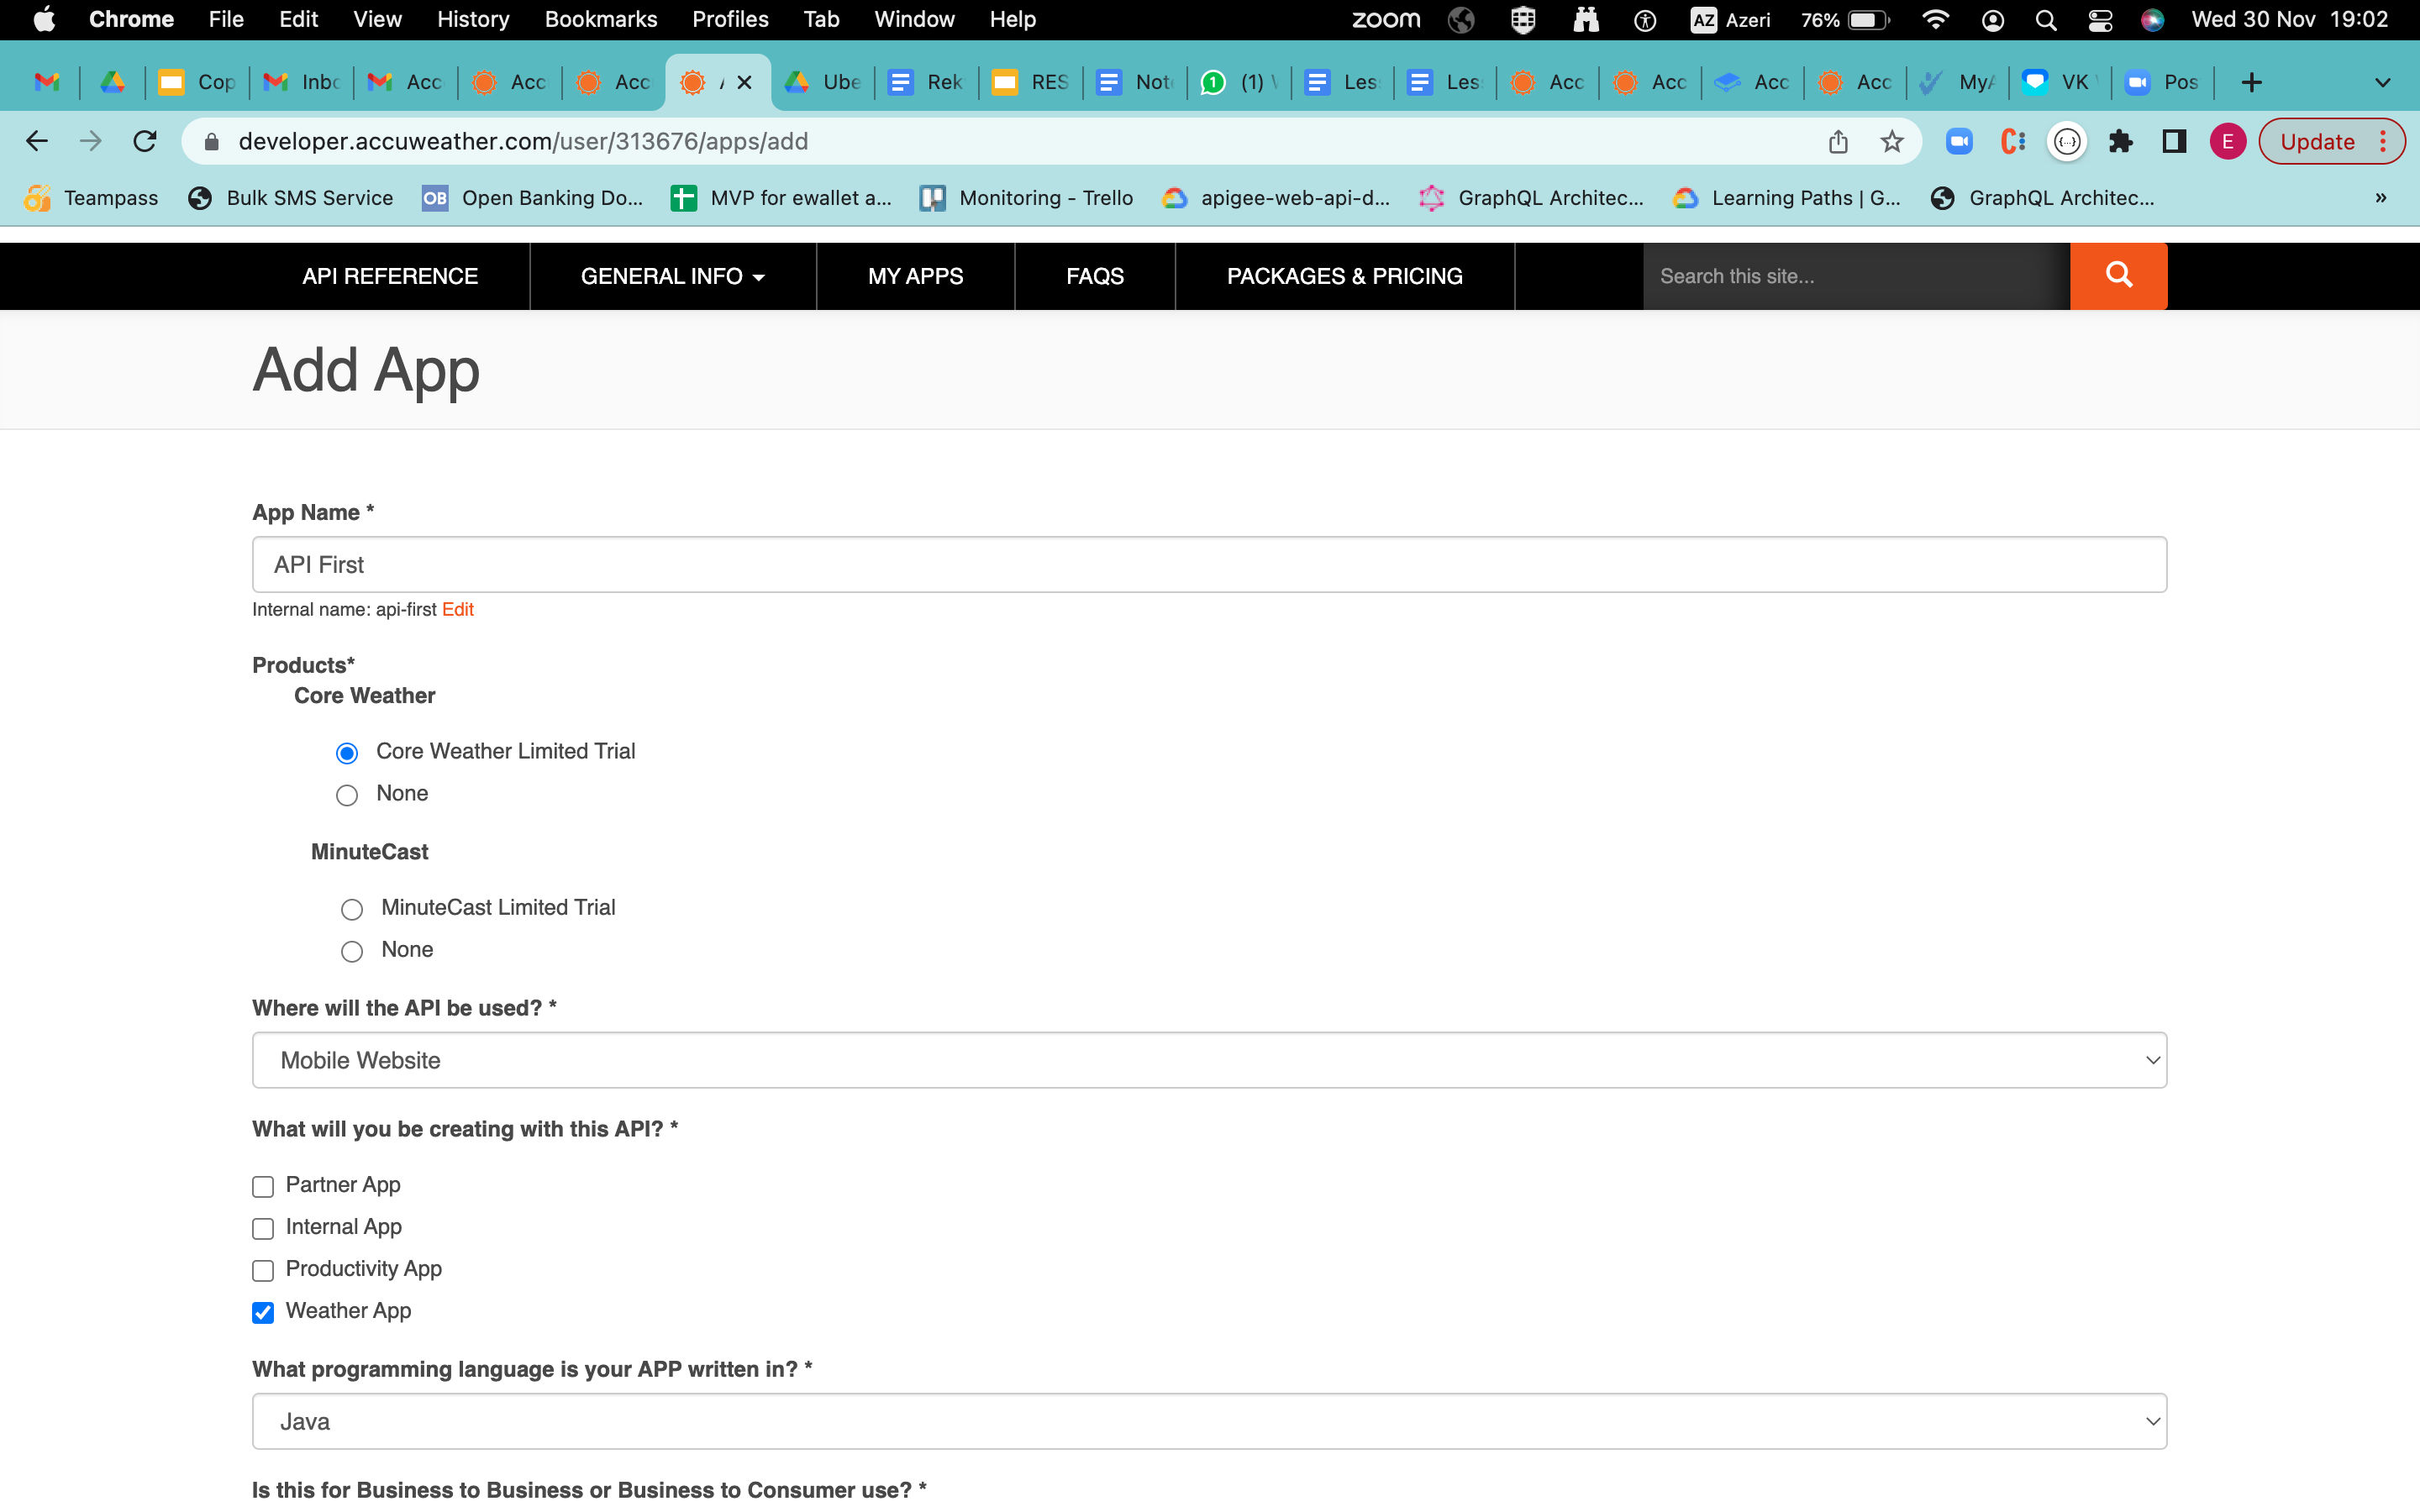 Chrome File Edit View History Bookmarks Profiles Tab Window Help zoom AZ Azeri 76% Wed 30 Nov 19:02
Cop Inbo Acc Acc Acc Ube Rek RES Not (1) Les Les Acc Acc Acc Acc MyA VK Pos
developer.accuweather.com/user/313676/apps/add E Update
Teampass Bulk SMS Service OB Open Banking Do... MVP for ewallet a... Monitoring - Trello apigee-web-api-d... GraphQL Architec... Learning Paths | G... GraphQL Architec... »
API REFERENCE GENERAL INFO MY APPS FAQS PACKAGES & PRICING Search this site...
Add App
App Name *
API First
Internal name: api-first Edit
Products*
Core Weather
Core Weather Limited Trial
None
MinuteCast
MinuteCast Limited Trial
None
Where will the API be used? *
Mobile Website
What will you be creating with this API? *
Partner App
Internal App
Productivity App
Weather App
What programming language is your APP written in? *
Java
Is this for Business to Business or Business to Consumer use? *